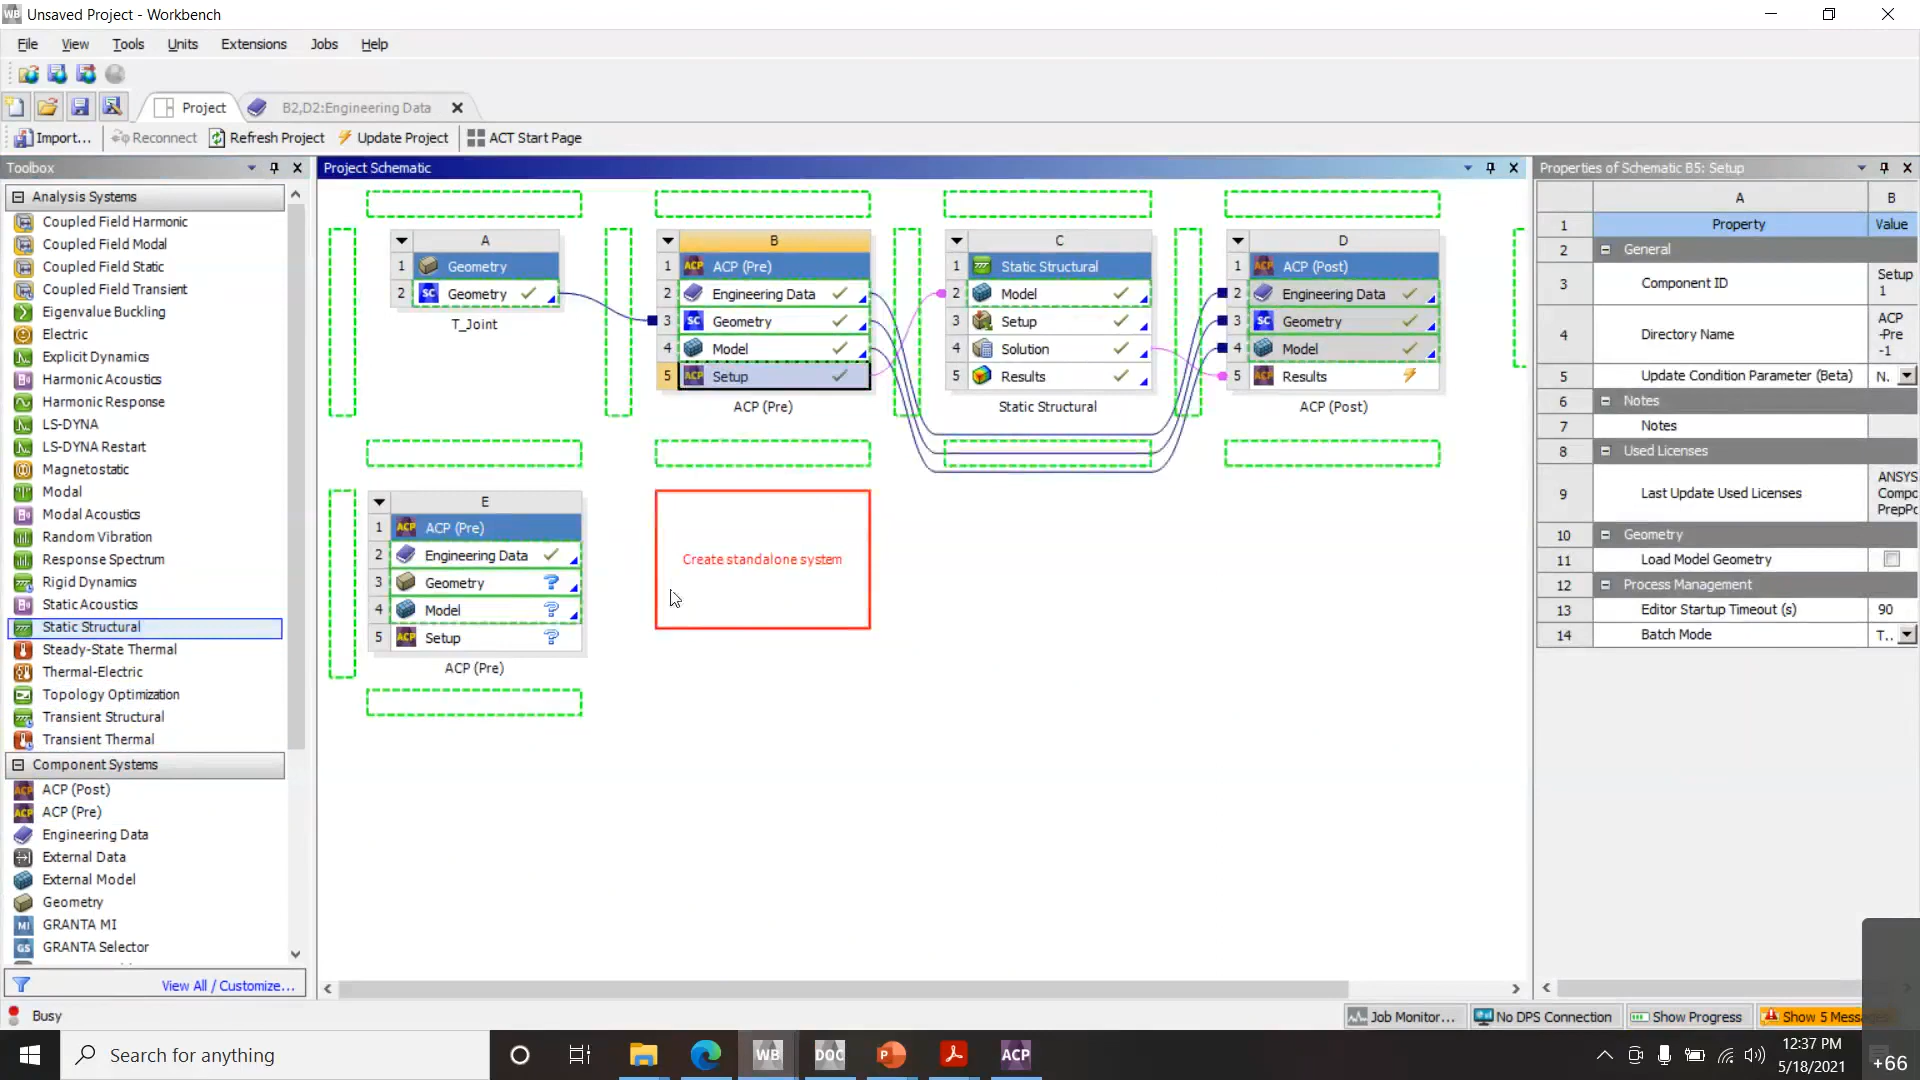 Unsaved Project - Workbench
File View Tools Units Extensions Jobs Help
Project B2,D2:Engineering Data
Import... Reconnect Refresh Project Update Project ACT Start Page
Toolbox
Analysis Systems
Coupled Field Harmonic
Coupled Field Modal
Coupled Field Static
Coupled Field Transient
Eigenvalue Buckling
Electric
Explicit Dynamics
Harmonic Acoustics
Harmonic Response
LS-DYNA
LS-DYNA Restart
Magnetostatic
Modal
Modal Acoustics
Random Vibration
Response Spectrum
Rigid Dynamics
Static Acoustics
Static Structural
Steady-State Thermal
Thermal-Electric
Topology Optimization
Transient Structural
Transient Thermal
Component Systems
ACP (Post)
ACP (Pre)
Engineering Data
External Data
External Model
Geometry
GRANTA MI
GRANTA Selector
View All / Customize...
Project Schematic
A
1 Geometry
2 Geometry
T_Joint
B
1 ACP (Pre)
2 Engineering Data
3 Geometry
4 Model
5 Setup
ACP (Pre)
C
1 Static Structural
2 Model
3 Setup
4 Solution
5 Results
Static Structural
D
1 ACP (Post)
2 Engineering Data
3 Geometry
4 Model
5 Results
ACP (Post)
E
1 ACP (Pre)
2 Engineering Data
3 Geometry
4 Model
5 Setup
ACP (Pre)
Create standalone system
Properties of Schematic B5: Setup
A B
1 Property Value
2 General
3 Component ID Setup 1
4 Directory Name ACP -Pre -1
5 Update Condition Parameter (Beta) N.
6 Notes
7 Notes
8 Used Licenses
9 Last Update Used Licenses ANSYS
10 Geometry
11 Load Model Geometry
12 Process Management
13 Editor Startup Timeout (s) 90
14 Batch Mode T..
Busy
Job Monitor... No DPS Connection Show Progress Show 5
Search for anything
WB DOC ACP
12:37 PM
5/18/2021
+66